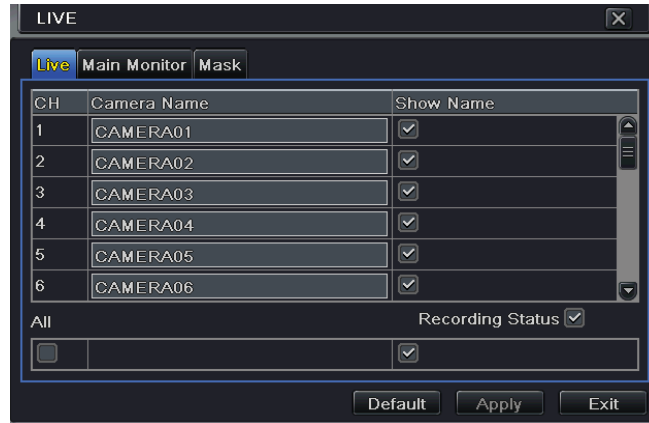 LIVE
Live Main Monitor Mask
CH Camera Name Show Name
1 CAMERA01
2 CAMERA02
3 CAMERA03
4 CAMERA04
5 CAMERA05
6 CAMERA06
All Recording Status
Default Apply Exit